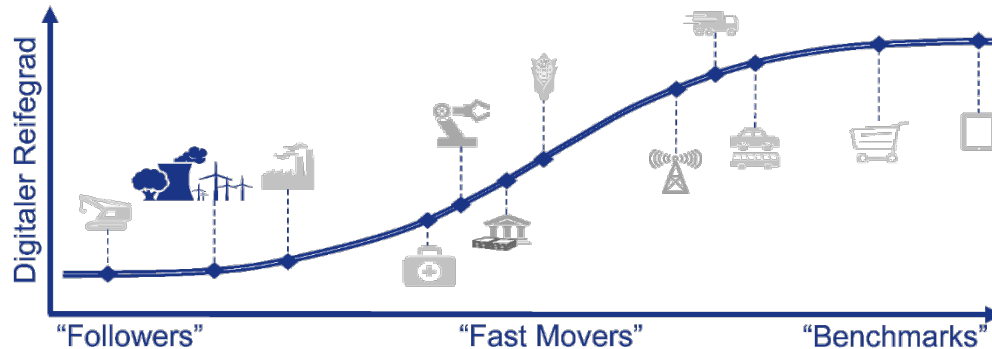 Digitaler Reifegrad
“Followers”
“Fast Movers”
“Benchmarks”